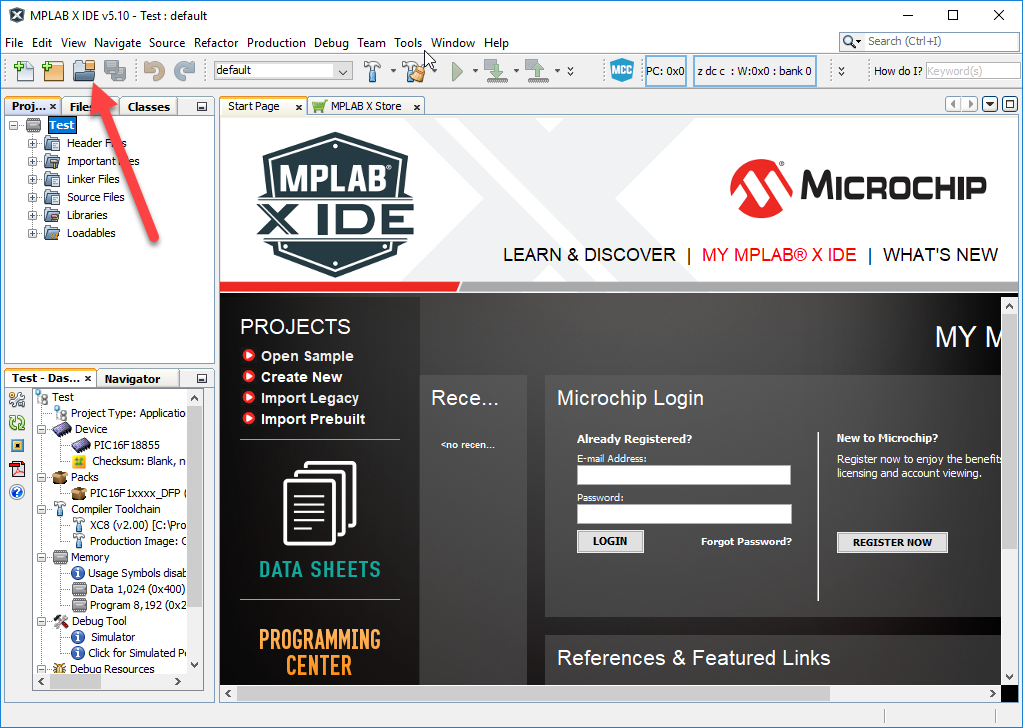 MPLAB X IDE v5.10 - Test : default
File Edit View Navigate Source Refactor Production Debug Team Tools Window Help
Search (Ctrl+I)
default
MCC
PC: 0x0
z dc c : W:0x0 : bank 0
How do I?
Keyword(s)
Proj...
Files
Classes
Start Page
MPLAB X Store
Test
Header Files
Important Files
Linker Files
Source Files
Libraries
Loadables
MPLAB®
X IDE
MICROCHIP
LEARN & DISCOVER | MY MPLAB® X IDE | WHAT'S NEW
PROJECTS
Open Sample
Create New
Import Legacy
Import Prebuilt
DATA SHEETS
PROGRAMMING
CENTER
MY M
Rece...
<no recen...
Microchip Login
Already Registered?
E-mail Address:
Password:
LOGIN
Forgot Password?
New to Microchip?
Register now to enjoy the benefits
licensing and account viewing.
REGISTER NOW
References & Featured Links
Test - Das...
Navigator
Test
Project Type: Applicatio
Device
PIC16F18855
Checksum: Blank, n
Packs
PIC16F1xxxx_DFP (
Compiler Toolchain
XC8 (v2.00) [C:\Pro
Production Image: C
Memory
Usage Symbols disab
Data 1,024 (0x400)
Program 8,192 (0x2
Debug Tool
Simulator
Click for Simulated Pe
Debug Resources